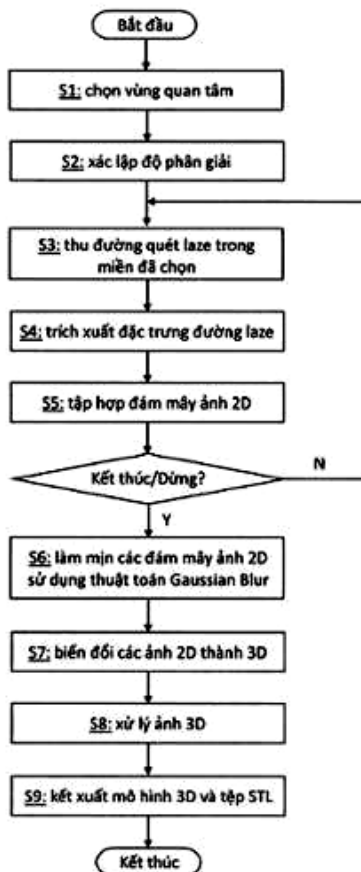 Bắt đầu
S1: chọn vùng quan tâm
S2: xác lập độ phân giải
S3: thu đường quét laze trong
miền đã chọn
S4: trích xuất đặc trưng đường laze
S5: tập hợp đám mây ảnh 2D
Kết thúc/Dừng?
N
Y
S6: làm mịn các đám mây ảnh 2D
sử dụng thuật toán Gaussian Blur
S7: biến đổi các ảnh 2D thành 3D
S8: xử lý ảnh 3D
S9: kết xuất mô hình 3D và tệp STL
Kết thúc